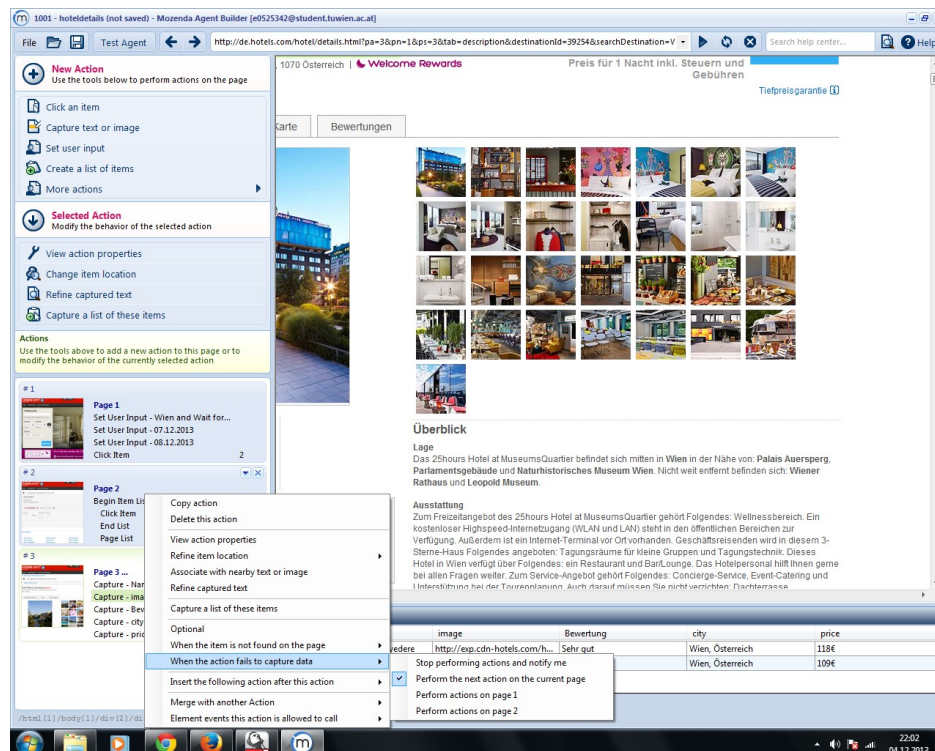 1001 - hoteldetails (not saved) - Mozenda Agent Builder [e0525342@student.tuwien.ac.at]
File Test Agent http://de.hotels.com/hotel/details.html?pa=3&pn=1&ps=3&tab=description&destinationId=39254&searchDestination=V Search help center... Help
New Action
Use the tools below to perform actions on the page
Click an item
Capture text or image
Set user input
Create a list of items
More actions
Selected Action
Modify the behavior of the selected action
View action properties
Change item location
Refine captured text
Capture a list of these items
Actions
Use the tools above to add a new action to this page or to
modify the behavior of the currently selected action
# 1
Page 1
Set User Input - Wien and Wait for...
Set User Input - 07.12.2013
Set User Input - 08.12.2013
Click Item 2
# 2
Page 2
Begin Item Lis
Click Item
End List
Page List
# 3
Page 3 ...
Capture - Nar
Capture - ima
Capture - Bev
Capture - city
Capture - pric
/html[1]/body[1]/div[2]/di
, 1070 Österreich | Welcome Rewards
Preis für 1 Nacht inkl. Steuern und
Gebühren
Tiefpreisgarantie
Karte Bewertungen
Überblick
Lage
Das 25hours Hotel at MuseumsQuartier befindet sich mitten in Wien in der Nähe von: Palais Auersperg,
Parlamentsgebäude und Naturhistorisches Museum Wien. Nicht weit entfernt befinden sich: Wiener
Rathaus und Leopold Museum.
Ausstattung
Zum Freizeitangebot des 25hours Hotel at MuseumsQuartier gehört Folgendes: Wellnessbereich. Ein
kostenloser Highspeed-Internetzugang (WLAN und LAN) steht in den öffentlichen Bereichen zur
Verfügung. Außerdem ist ein Internet-Terminal vor Ort vorhanden. Geschäftsreisenden wird in diesem 3-
Sterne-Haus Folgendes angeboten: Tagungsräume für kleine Gruppen und Tagungstechnik. Dieses
Hotel in Wien verfügt über Folgendes: ein Restaurant und Bar/Lounge. Das Hotelpersonal hilft Ihnen gerne
bei allen Fragen weiter. Zum Service-Angebot gehört Folgendes: Concierge-Service, Event-Catering und
Unterstützung bei der Tourenplanung. Auch darauf müssen Sie nicht verzichten: Dachterrasse
Copy action
Delete this action
View action properties
Refine item location
Associate with nearby text or image
Refine captured text
Capture a list of these items
Optional
When the item is not found on the page
When the action fails to capture data
Insert the following action after this action
Merge with another Action
Element events this action is allowed to call
Stop performing actions and notify me
Perform the next action on the current page
Perform actions on page 1
Perform actions on page 2
image Bewertung city price
vedere http://exp.cdn-hotels.com/h... Sehr gut Wien, Österreich 118€
Wien, Österreich 109€
22:02
04.12.2013